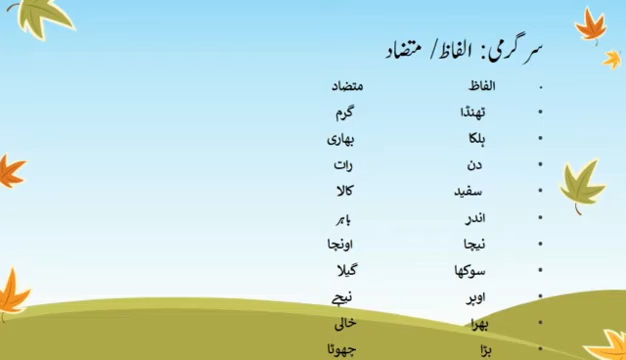 سرگرمی: الفاظ/ متضاد
الفاظ متضاد
تھنڈا گرم
ہلکا بھاری
دن رات
سفید کالا
اندر باہر
نیچا اونچا
سوکھا گیلا
اوپر نیچے
بھرا خالی
بڑا چھوٹا